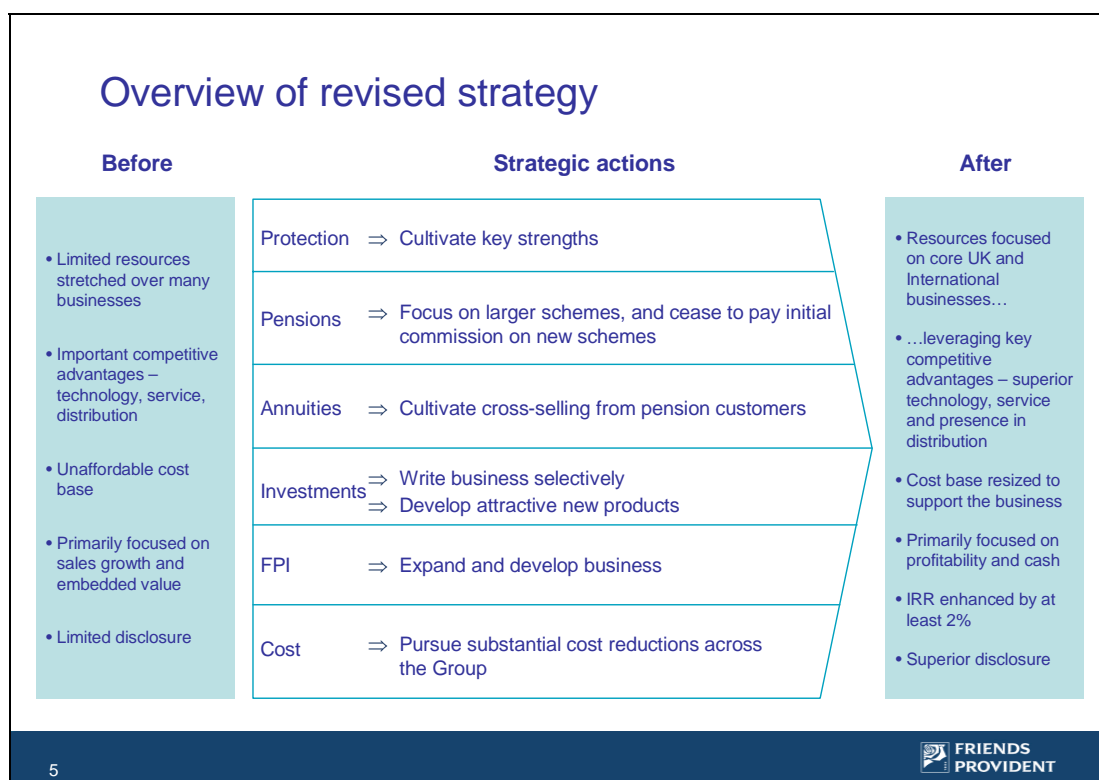 Overview of revised strategy
Before
Strategic actions
After
• Limited resources
stretched over many
businesses
• Important competitive
advantages –
technology, service,
distribution
• Unaffordable cost
base
• Primarily focused on
sales growth and
embedded value
• Limited disclosure
Protection ⇒ Cultivate key strengths
Pensions ⇒ Focus on larger schemes, and cease to pay initial
commission on new schemes
Annuities ⇒ Cultivate cross-selling from pension customers
Investments ⇒ Write business selectively
⇒ Develop attractive new products
FPI ⇒ Expand and develop business
Cost ⇒ Pursue substantial cost reductions across
the Group
• Resources focused
on core UK and
International
businesses…
• …leveraging key
competitive
advantages – superior
technology, service
and presence in
distribution
• Cost base resized to
support the business
• Primarily focused on
profitability and cash
• IRR enhanced by at
least 2%
• Superior disclosure
5
FRIENDS
PROVIDENT